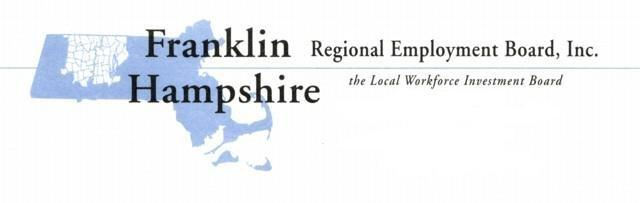 Franklin
Hampshire
Regional Employment Board, Inc.
the Local Workforce Investment Board